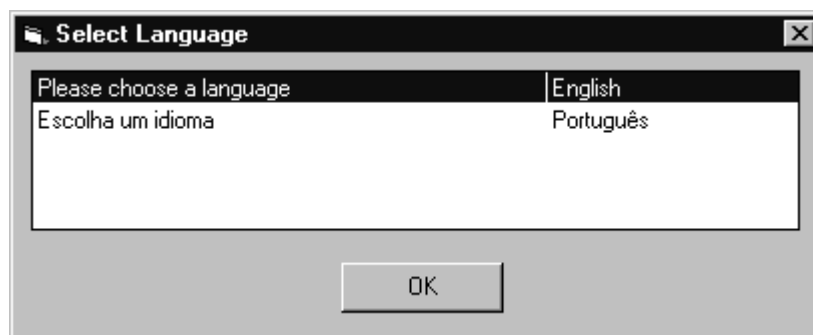 Select Language
Please choose a language English
Escolha um idioma Português
OK